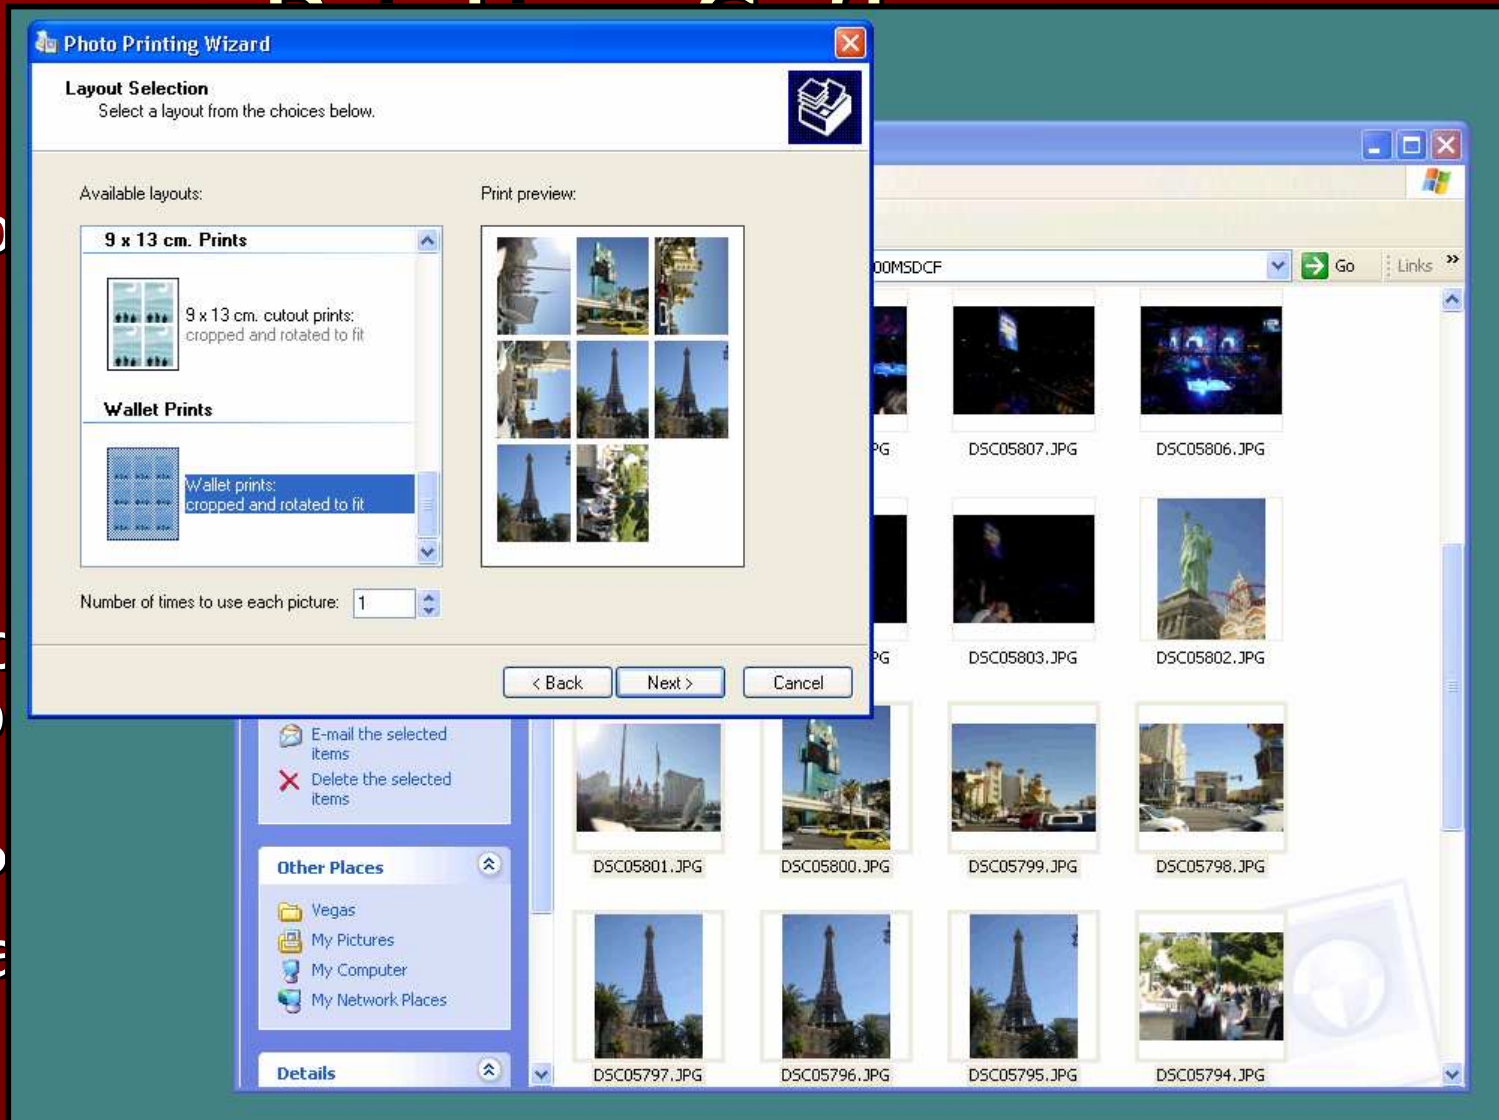 Photo Printing Wizard
Layout Selection
Select a layout from the choices below.
Available layouts:
Print preview:
9 x 13 cm. Prints
9 x 13 cm. cutout prints:
cropped and rotated to fit
Wallet Prints
Wallet prints:
cropped and rotated to fit
Number of times to use each picture: 1
< Back
Next >
Cancel
00MSDCF
Go
Links »
PG
DSC05807.JPG
DSC05806.JPG
PG
DSC05803.JPG
DSC05802.JPG
E-mail the selected
items
Delete the selected
items
DSC05801.JPG
DSC05800.JPG
DSC05799.JPG
DSC05798.JPG
Other Places
Vegas
My Pictures
My Computer
My Network Places
Details
DSC05797.JPG
DSC05796.JPG
DSC05795.JPG
DSC05794.JPG